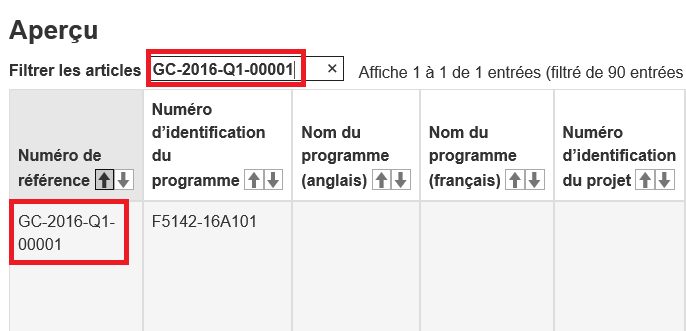 Aperçu
Filtrer les articles GC-2016-Q1-00001 × Affiche 1 à 1 de 1 entrées (filtré de 90 entrées
Numéro de
référence
Numéro
d’identification
du
programme
Nom du
programme
(anglais)
Nom du
programme
(français)
Numéro
d’identification
du projet
GC-2016-Q1-
00001
F5142-16A101